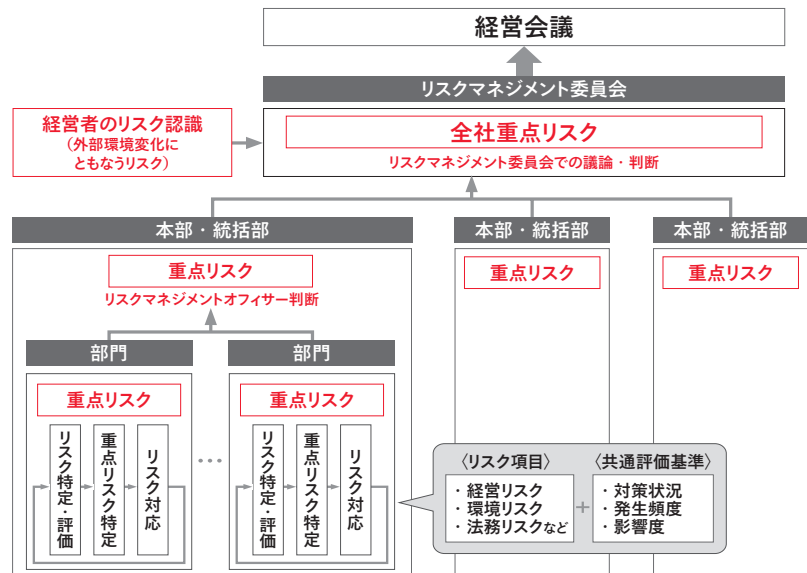 経営会議
リスクマネジメント委員会
経営者のリスク認識
(外部環境変化に
ともなうリスク)
全社重点リスク
リスクマネジメント委員会での議論・判断
本部・統括部
本部・統括部
本部・統括部
重点リスク
リスクマネジメントオフィサー判断
重点リスク
重点リスク
部門
部門
重点リスク
重点リスク
リスク特定・評価
重点リスク特定
リスク対応
…
リスク特定・評価
重点リスク特定
リスク対応
〈リスク項目〉
・経営リスク
・環境リスク
・法務リスクなど
+
〈共通評価基準〉
・対策状況
・発生頻度
・影響度